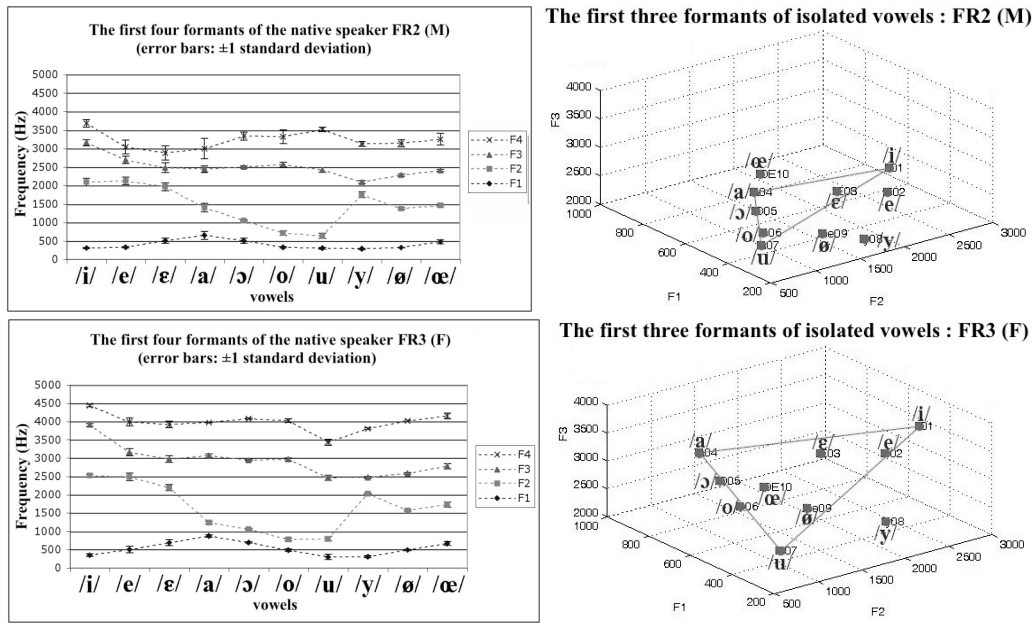 The first four formants of the native speaker FR2 (M)
(error bars: ±1 standard deviation)
Frequency (Hz)
5000
4500
4000
3500
3000
2500
2000
1500
1000
500
0
/i/ /e/ /ɛ/ /a/ /ɔ/ /o/ /u/ /y/ /ø/ /œ/
vowels
F4
F3
F2
F1
The first three formants of isolated vowels : FR2 (M)
F3
4000
3500
3000
2500
2000
1000
800
600
400
200
F1
500
1000
1500
2000
2500
3000
F2
/œ/
/i/
/a/
/ɛ/
/e/
/ɔ/
/o/
/ø/
/y/
/u/
The first four formants of the native speaker FR3 (F)
(error bars: ±1 standard deviation)
Frequency (Hz)
5000
4500
4000
3500
3000
2500
2000
1500
1000
500
0
/i/ /e/ /ɛ/ /a/ /ɔ/ /o/ /u/ /y/ /ø/ /œ/
vowels
F4
F3
F2
F1
The first three formants of isolated vowels : FR3 (F)
F3
4000
3500
3000
2500
2000
1000
800
600
400
200
F1
500
1000
1500
2000
2500
3000
F2
/i/
/a/
/ɛ/
/e/
/ɔ/
/œ/
/o/
/ø/
/y/
/u/